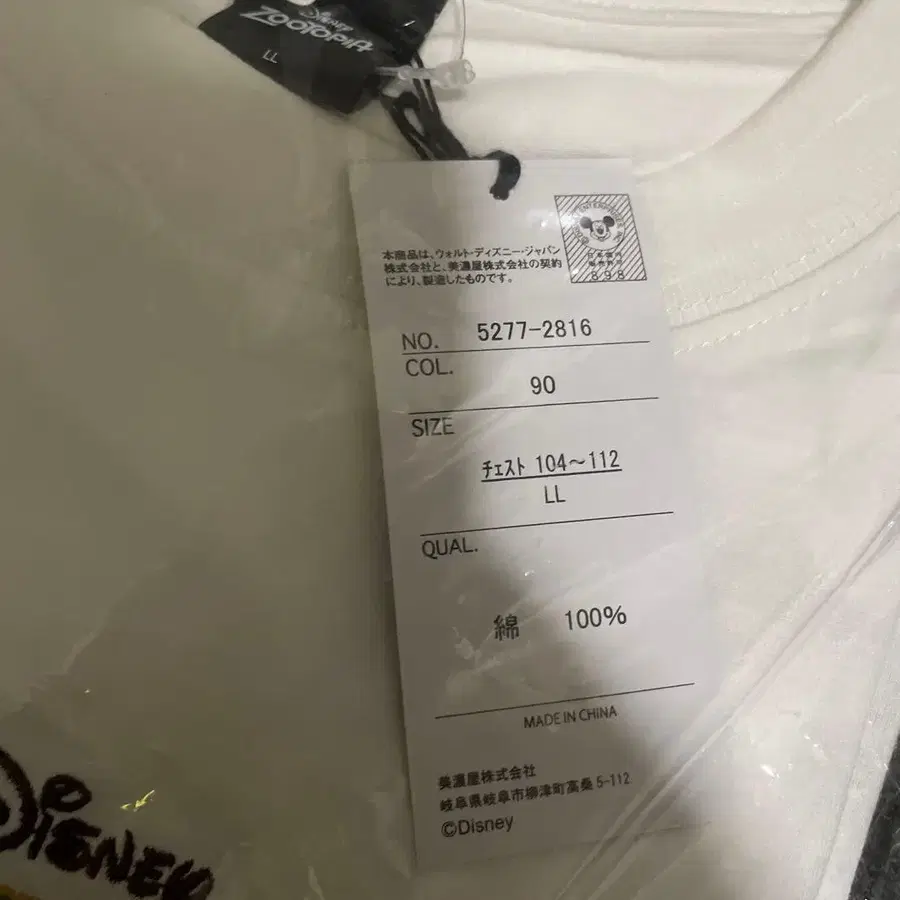 Disney
Zootopia
LL
本商品は、ウォルト・ディズニー・ジャパン
株式会社と、美濃屋株式会社の契約
により、製造したものです。
898
NO. 5277-2816
COL.
90
SIZE
チェスト 104～112
LL
QUAL.
綿 100%
MADE IN CHINA
美濃屋株式会社
岐阜県岐阜市柳津町高桑5-112
©Disney
DISNEY